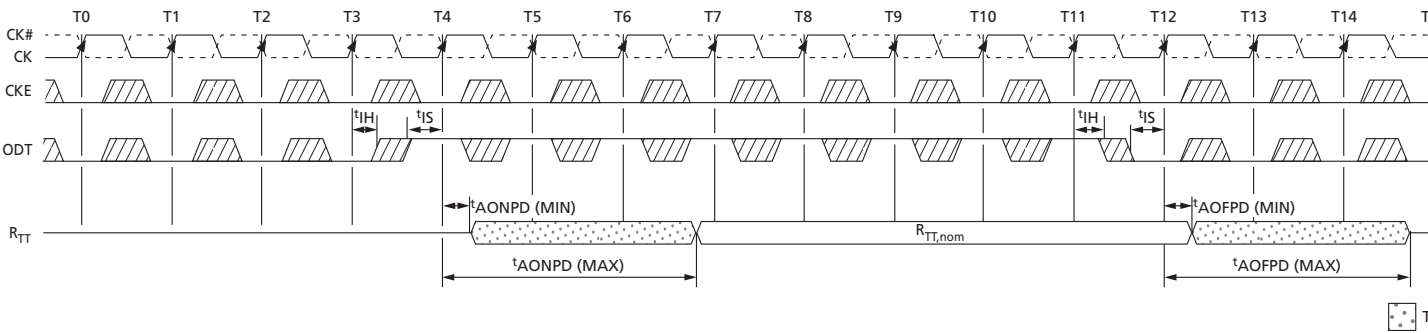 T0 T1 T2 T3 T4 T5 T6 T7 T8 T9 T10 T11 T12 T13 T14
CK#
CK
CKE
tIH tIS tIH tIS
ODT
tAONPD (MIN) tAOFPD (MIN)
RTT RTT,nom
tAONPD (MAX) tAOFPD (MAX)